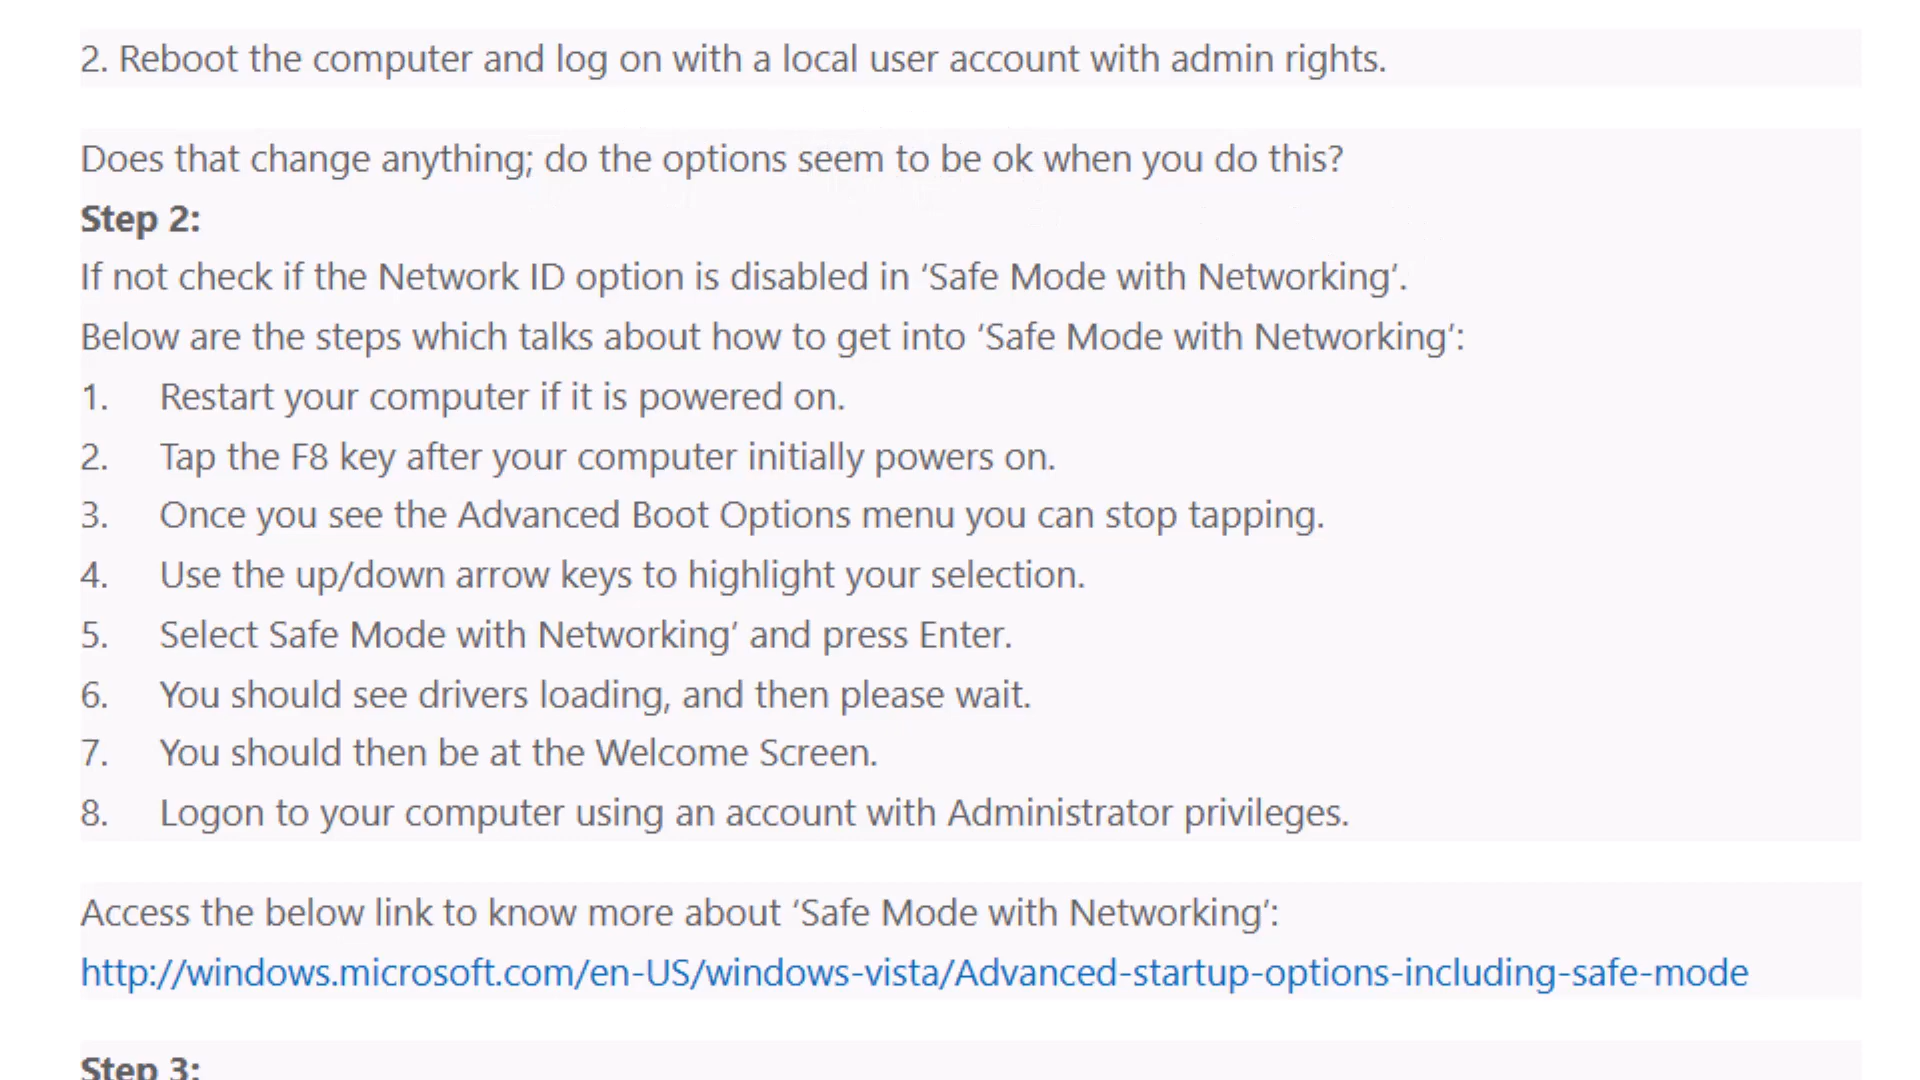 2. Reboot the computer and log on with a local user account with admin rights.
Does that change anything; do the options seem to be ok when you do this?
Step 2:
If not check if the Network ID option is disabled in ‘Safe Mode with Networking’.
Below are the steps which talks about how to get into ‘Safe Mode with Networking’:
1. Restart your computer if it is powered on.
2. Tap the F8 key after your computer initially powers on.
3. Once you see the Advanced Boot Options menu you can stop tapping.
4. Use the up/down arrow keys to highlight your selection.
5. Select Safe Mode with Networking’ and press Enter.
6. You should see drivers loading, and then please wait.
7. You should then be at the Welcome Screen.
8. Logon to your computer using an account with Administrator privileges.
Access the below link to know more about ‘Safe Mode with Networking’:
http://windows.microsoft.com/en-US/windows-vista/Advanced-startup-options-including-safe-mode
Step 3: